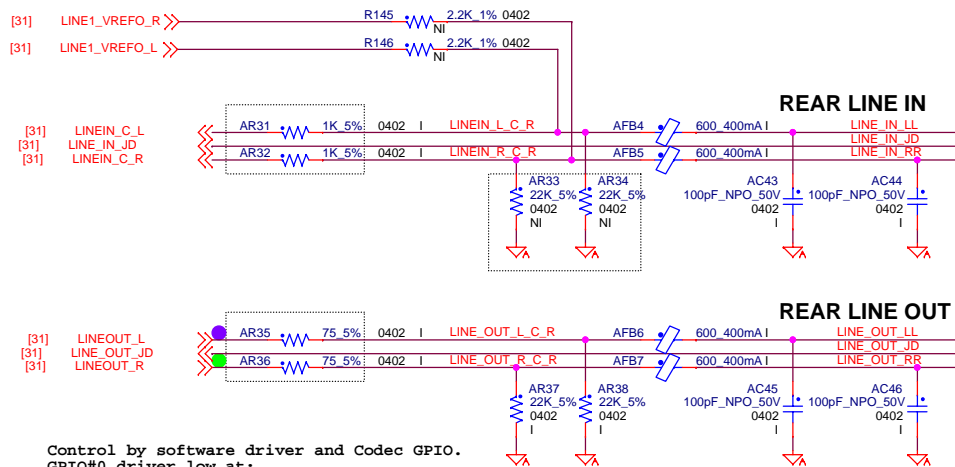 [31] LINE1_VREFO_R R145 2.2K_1% 0402
NI
[31] LINE1_VREFO_L R146 2.2K_1% 0402
NI
REAR LINE IN
[31] LINEIN_C_L AR31 1K_5% 0402 I LINEIN_L_C_R AFB4 600_400mA I LINE_IN_LL
[31] LINE_IN_JD LINE_IN_JD
[31] LINEIN_C_R AR32 1K_5% 0402 I LINEIN_R_C_R AFB5 600_400mA I LINE_IN_RR
AR33 AR34 AC43 AC44
22K_5% 22K_5% 100pF_NPO_50V 100pF_NPO_50V
0402 0402 0402 0402
NI NI I I
A A A A
REAR LINE OUT
[31] LINEOUT_L AR35 75_5% 0402 I LINE_OUT_L_C_R AFB6 600_400mA I LINE_OUT_LL
[31] LINE_OUT_JD LINE_OUT_JD
[31] LINEOUT_R AR36 75_5% 0402 I LINE_OUT_R_C_R AFB7 600_400mA I LINE_OUT_RR
AR37 AR38 AC45 AC46
22K_5% 22K_5% 100pF_NPO_50V 100pF_NPO_50V
0402 0402 0402 0402
I I I I
A A A A
Control by software driver and Codec GPIO.
GPIO#0 driver low at: